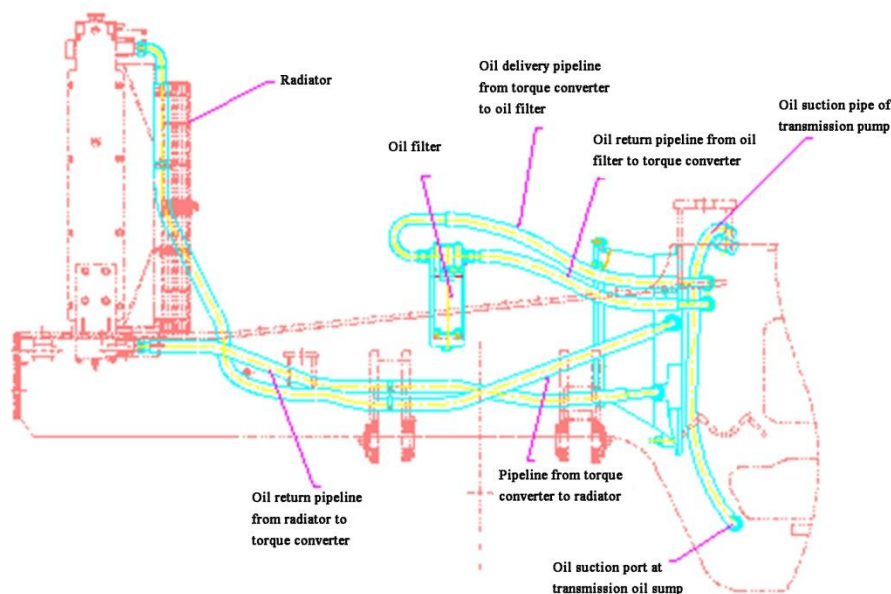 Radiator
Oil delivery pipeline
from torque converter
to oil filter
Oil suction pipe of
transmission pump
Oil filter
Oil return pipeline from oil
filter to torque converter
Oil return pipeline
from radiator to
torque converter
Pipeline from torque
converter to radiator
Oil suction port at
transmission oil sump